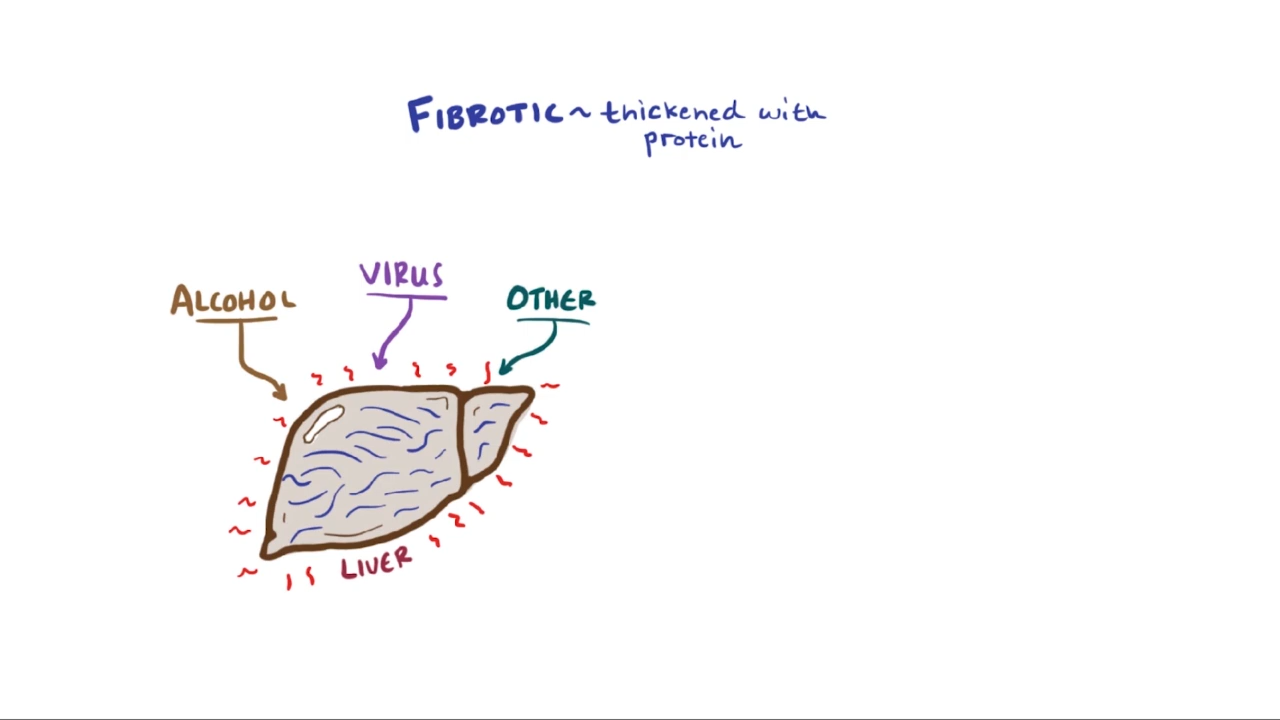 FIBROTIC ~ thickened with
protein
ALCOHOL
VIRUS
OTHER
LIVER